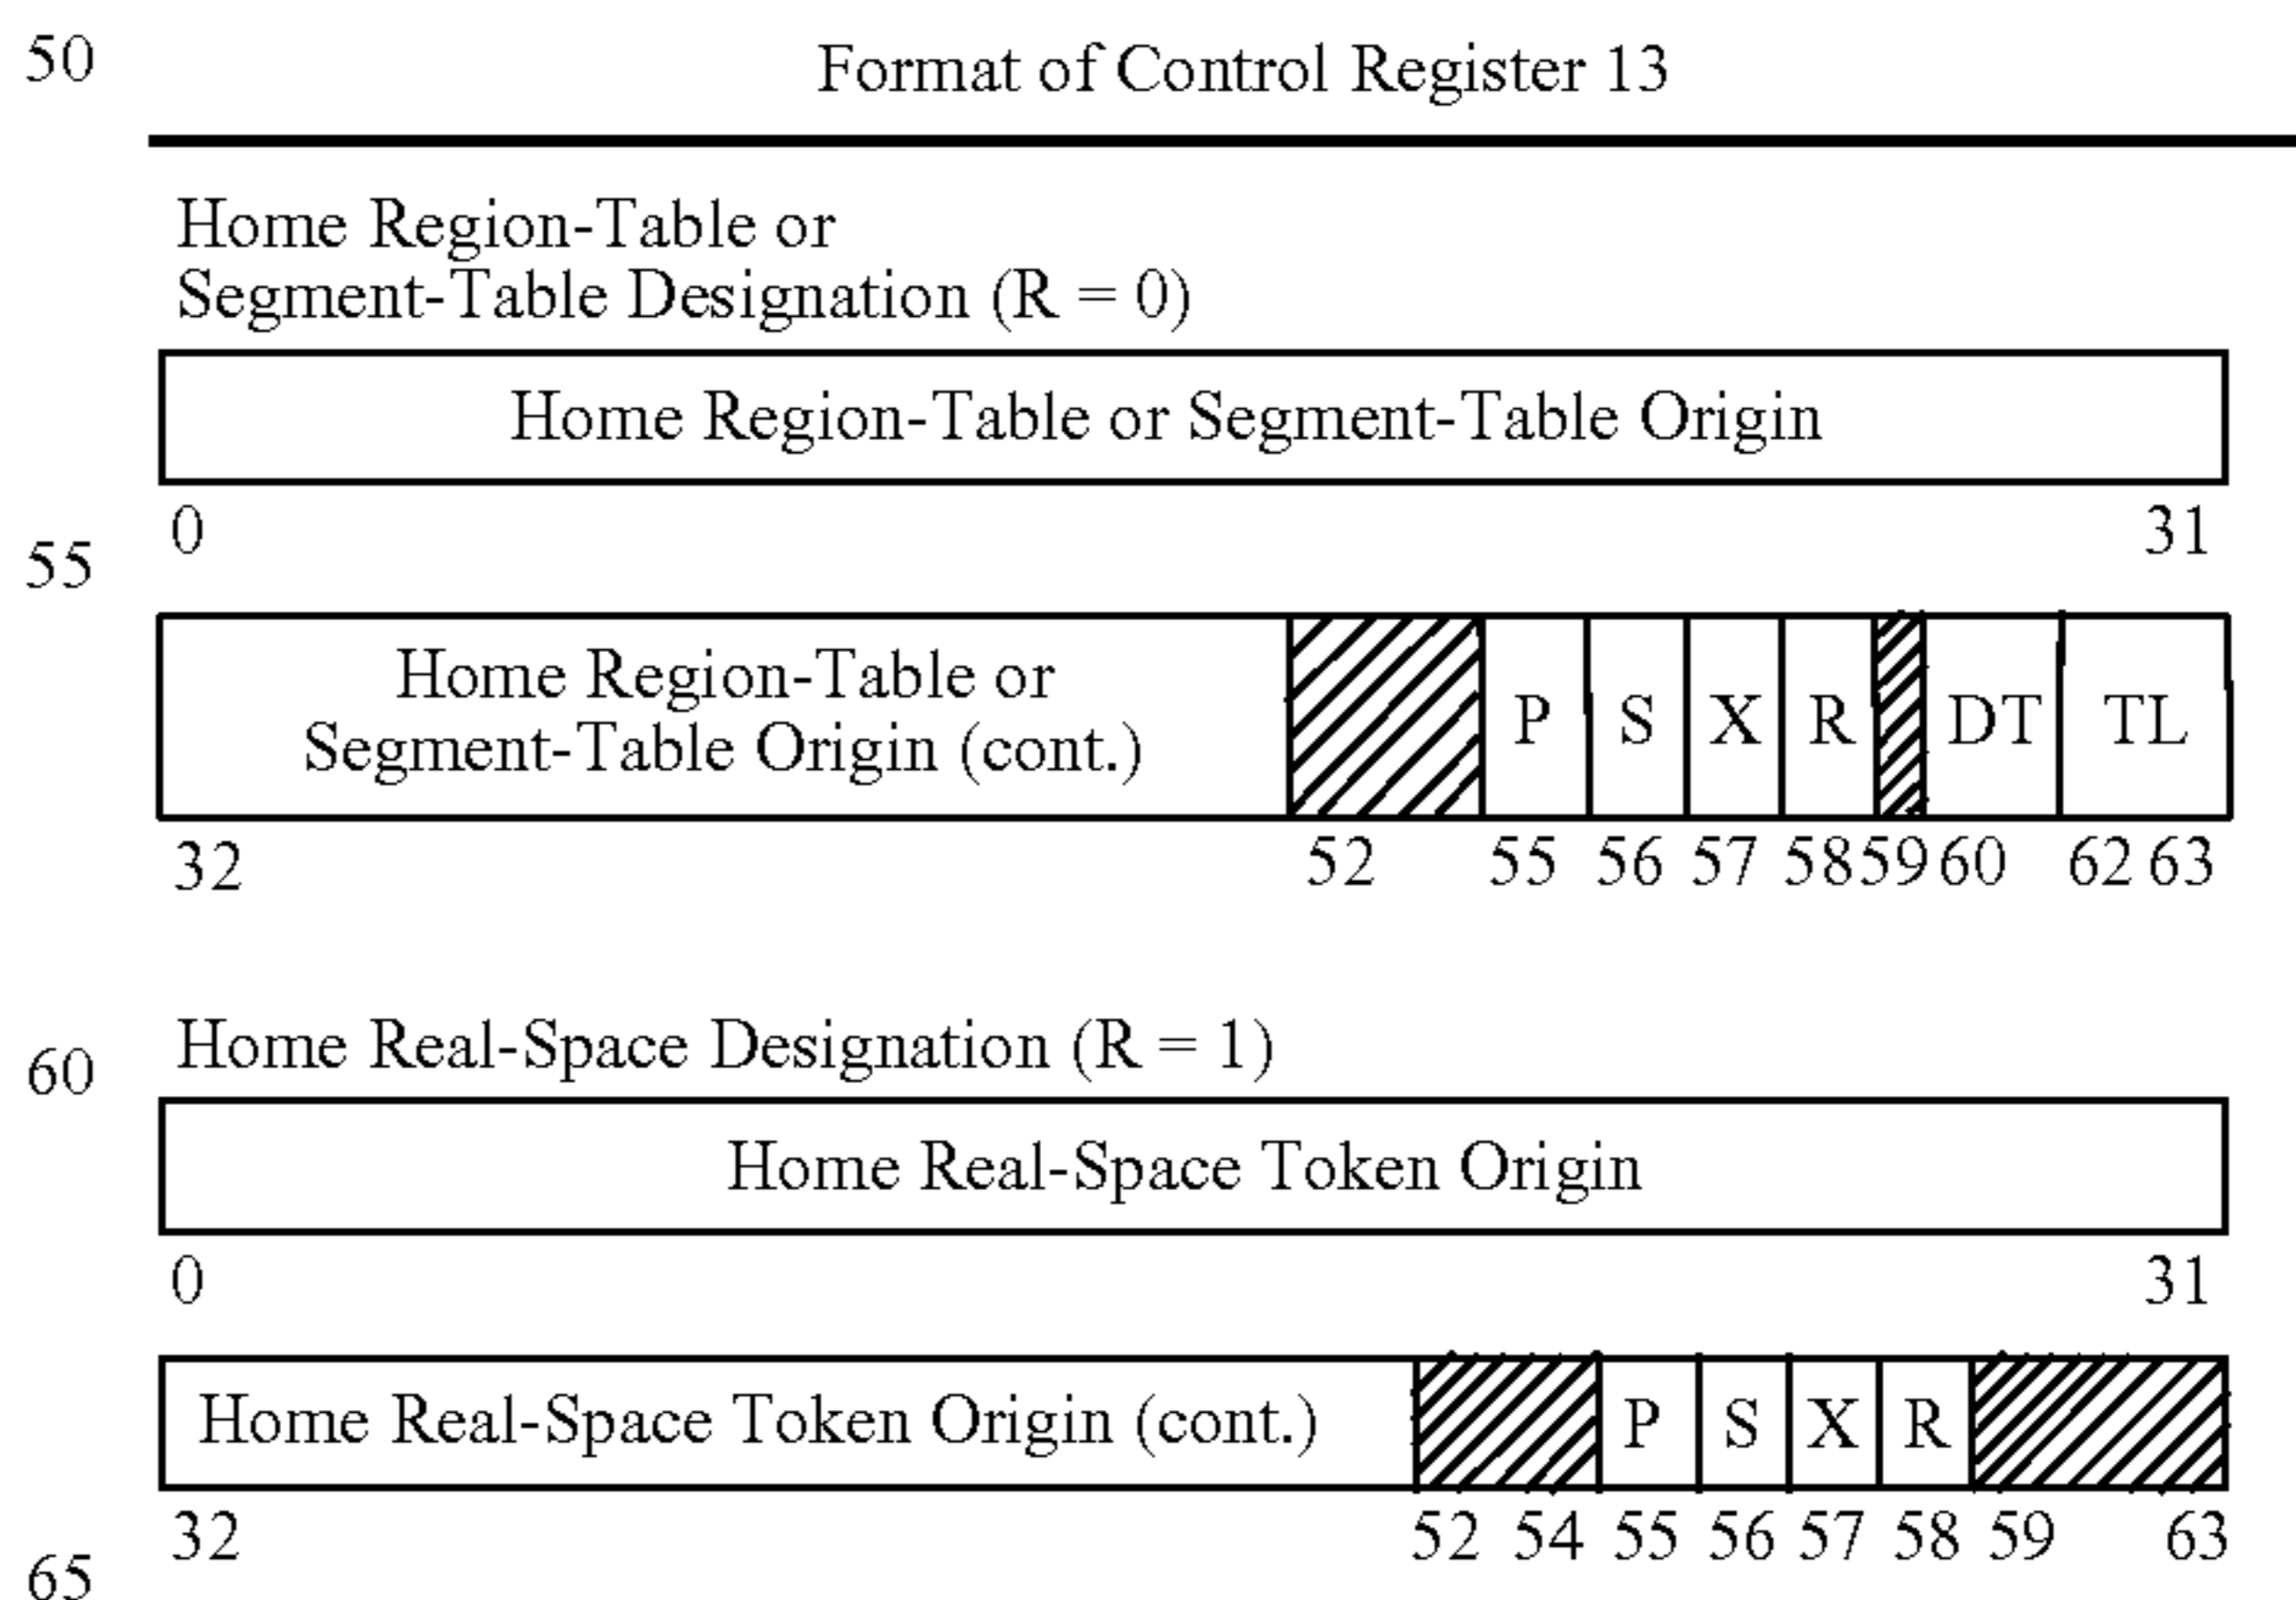 50
Format of Control Register 13
Home Region-Table or
Segment-Table Designation (R = 0)
Home Region-Table or Segment-Table Origin
0 31
55
Home Region-Table or
Segment-Table Origin (cont.)
P S X R DT TL
32 52 55 56 57 58 59 60 62 63
60
Home Real-Space Designation (R = 1)
Home Real-Space Token Origin
0 31
Home Real-Space Token Origin (cont.) P S X R
32 52 54 55 56 57 58 59 63
65